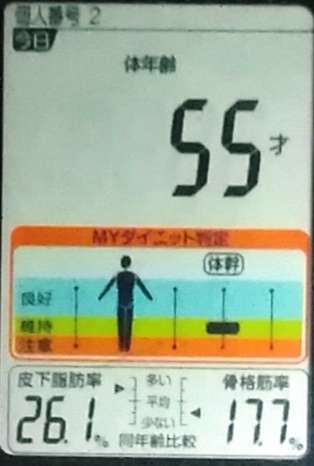 個人番号 2
今日
体年齢
55才
MYダイエット判定
体幹
良好
維持
注意
皮下脂肪率
26.1%
多い
平均
少ない
同年齢比較
骨格筋率
17.7%